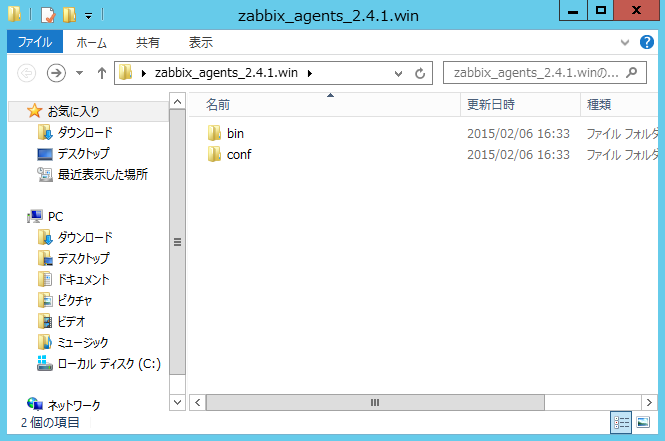 zabbix_agents_2.4.1.win
ファイル ホーム 共有 表示
zabbix_agents_2.4.1.win
zabbix_agents_2.4.1.winの...
お気に入り
ダウンロード
デスクトップ
最近表示した場所
PC
ダウンロード
デスクトップ
ドキュメント
ピクチャ
ビデオ
ミュージック
ローカル ディスク (C:)
ネットワーク
名前 更新日時 種類
bin 2015/02/06 16:33 ファイル フォルダ
conf 2015/02/06 16:33 ファイル フォルダ
2 個の項目